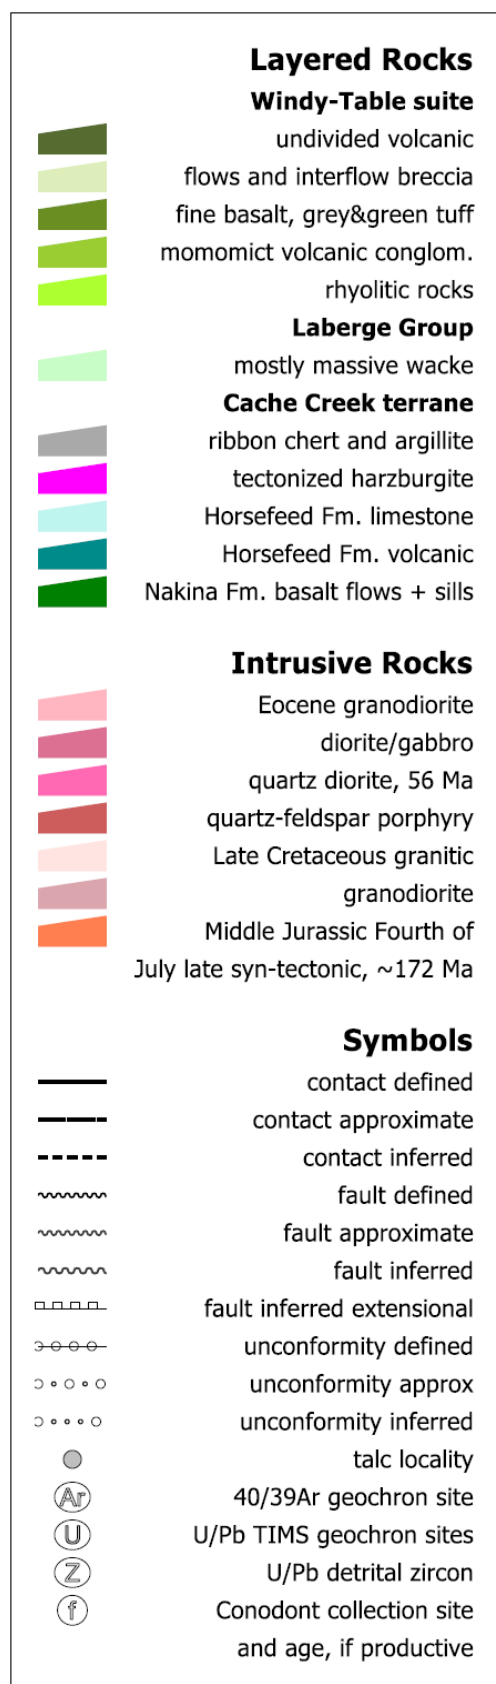 Layered Rocks
Windy-Table suite
undivided volcanic
flows and interflow breccia
fine basalt, grey&green tuff
momomict volcanic conglom.
rhyolitic rocks
Laberge Group
mostly massive wacke
Cache Creek terrane
ribbon chert and argillite
tectonized harzburgite
Horsefeed Fm. limestone
Horsefeed Fm. volcanic
Nakina Fm. basalt flows + sills
Intrusive Rocks
Eocene granodiorite
diorite/gabbro
quartz diorite, 56 Ma
quartz-feldspar porphyry
Late Cretaceous granitic
granodiorite
Middle Jurassic Fourth of
July late syn-tectonic, ~172 Ma
Symbols
contact defined
contact approximate
contact inferred
fault defined
fault approximate
fault inferred
fault inferred extensional
unconformity defined
unconformity approx
unconformity inferred
talc locality
Ar 40/39Ar geochron site
U U/Pb TIMS geochron sites
Z U/Pb detrital zircon
f Conodont collection site
and age, if productive